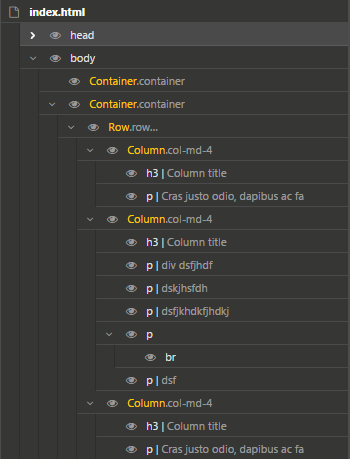 index.html
head
body
Container.container
Container.container
Row.row...
Column.col-md-4
h3 | Column title
p | Cras justo odio, dapibus ac fa
Column.col-md-4
h3 | Column title
p | div dsfjhdf
p | dskjhsfdh
p | dsfjkhdkfjhdkj
p
br
p | dsf
Column.col-md-4
h3 | Column title
p | Cras justo odio, dapibus ac fa